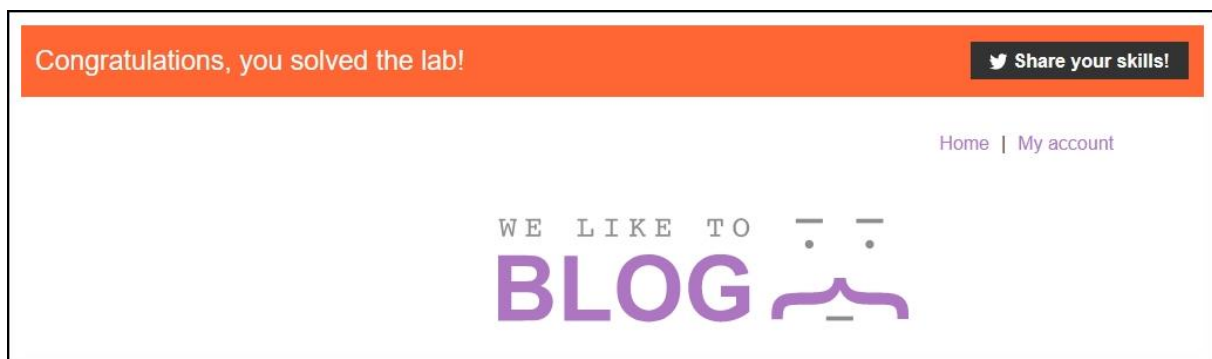 Congratulations, you solved the lab!
Share your skills!
Home | My account
WE LIKE TO
BLOG